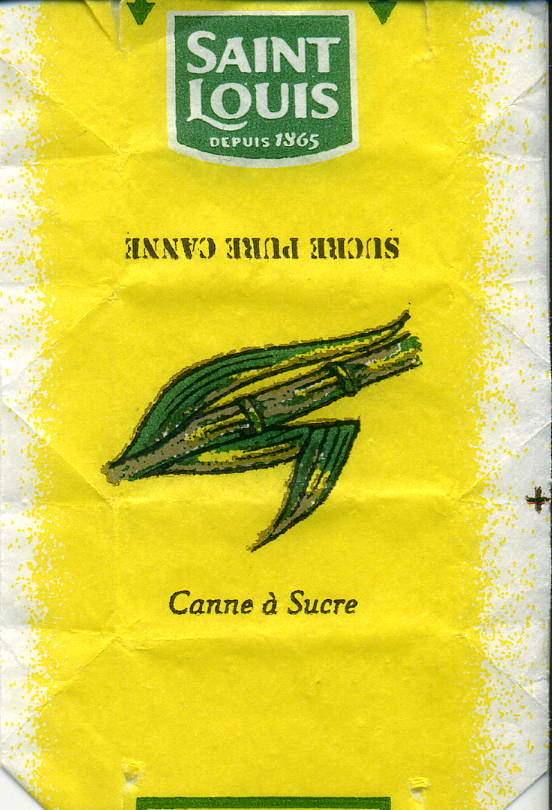 SAINT
LOUIS
DEPUIS 1865
SUCRE PURE CANNE
Canne à Sucre